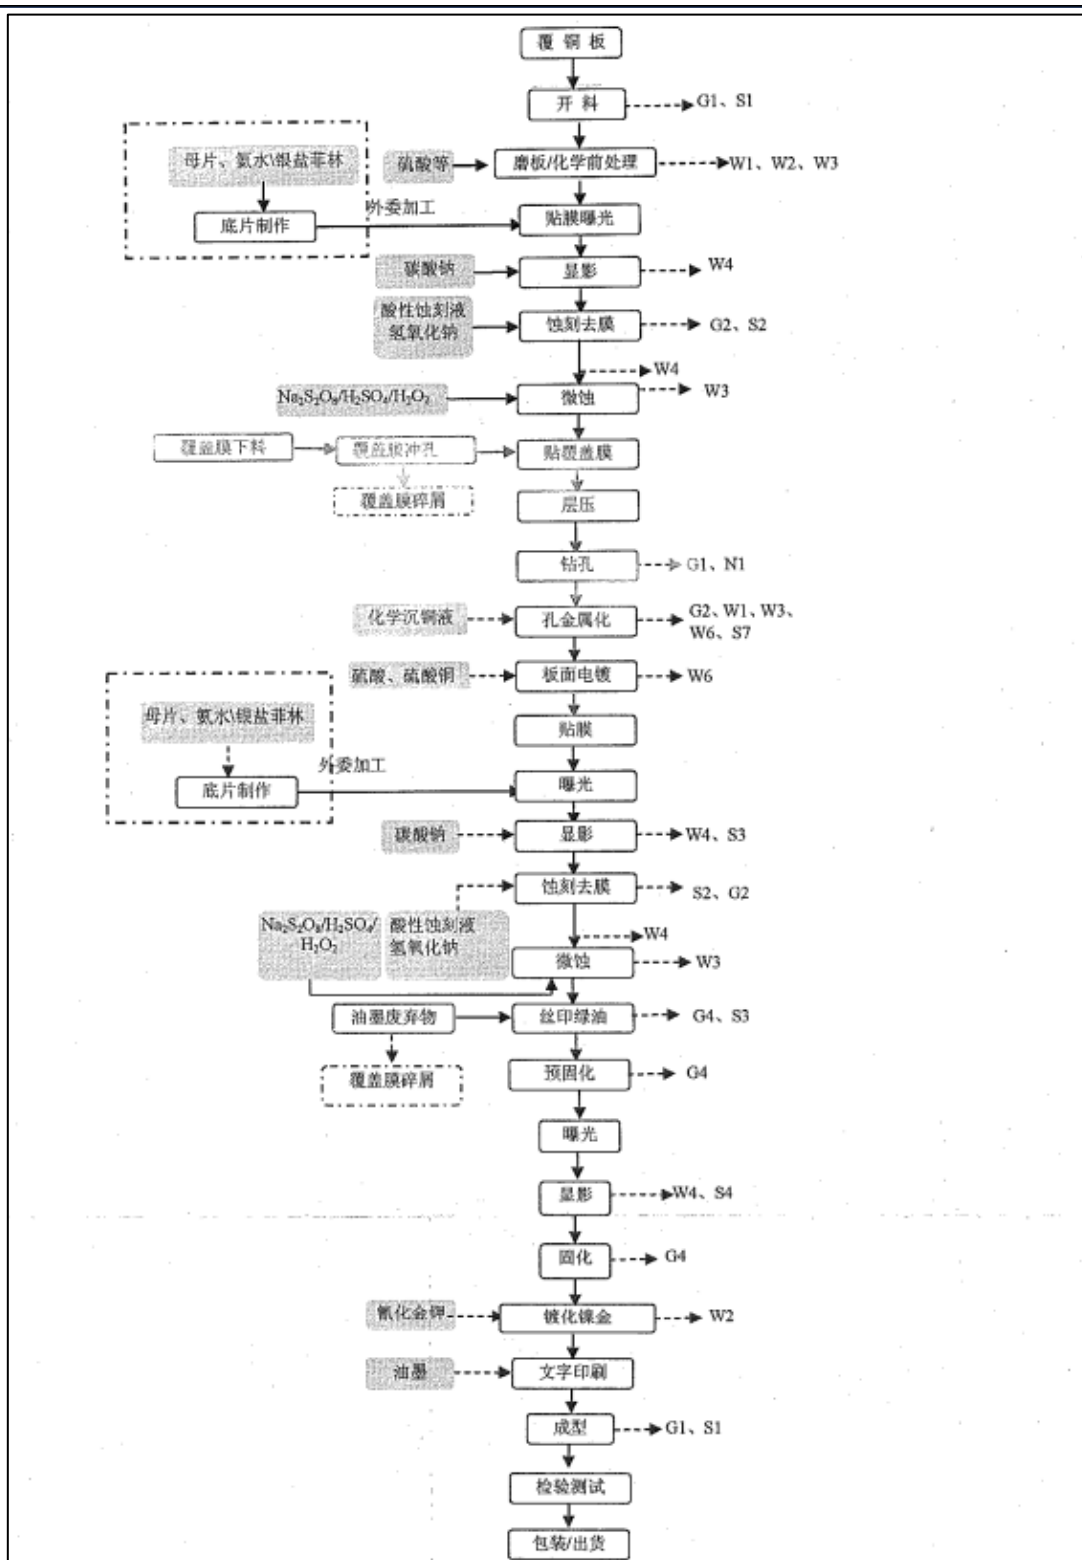 覆 铜 板
开 料
G1、S1
母片、氨水\银盐菲林
硫酸等
磨板/化学前处理
W1、W2、W3
外委加工
底片制作
贴膜曝光
碳酸钠
显影
W4
酸性蚀刻液
氢氧化钠
蚀刻去膜
G2、S2
W4
Na₂S₂O₈/H₂SO₄/H₂O₂
微蚀
W3
覆盖膜下料
覆盖膜冲孔
贴覆盖膜
覆盖膜碎屑
层压
钻孔
G1、N1
化学沉铜液
孔金属化
G2、W1、W3、
W6、S7
硫酸、硫酸铜
板面电镀
W6
母片、氨水\银盐菲林
贴膜
外委加工
底片制作
曝光
碳酸钠
显影
W4、S3
蚀刻去膜
S2、G2
Na₂S₂O₈/H₂SO₄/
H₂O₂
酸性蚀刻液
氢氧化钠
W4
微蚀
W3
油墨废弃物
丝印绿油
G4、S3
覆盖膜碎屑
预固化
G4
曝光
显影
W4、S4
固化
G4
氰化金钾
镀化镍金
W2
油墨
文字印刷
成型
G1、S1
检验测试
包装/出货